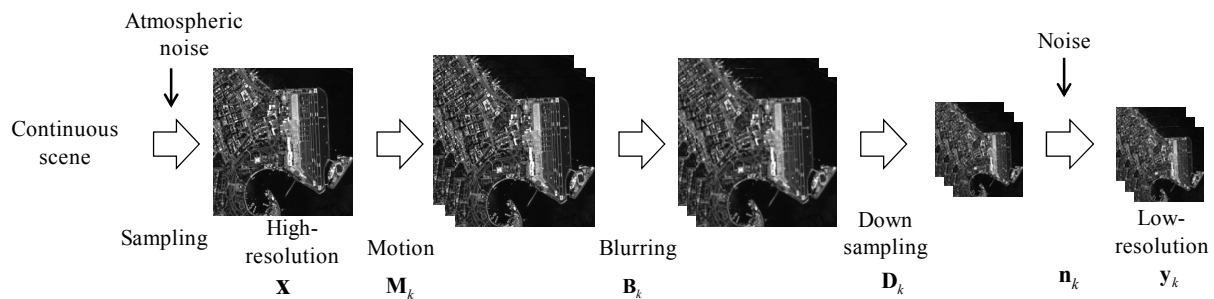 Atmospheric
noise
Noise
Continuous
scene
Sampling
High-
resolution
X
Motion
M_k
Blurring
B_k
Down
sampling
D_k
n_k
Low-
resolution
y_k